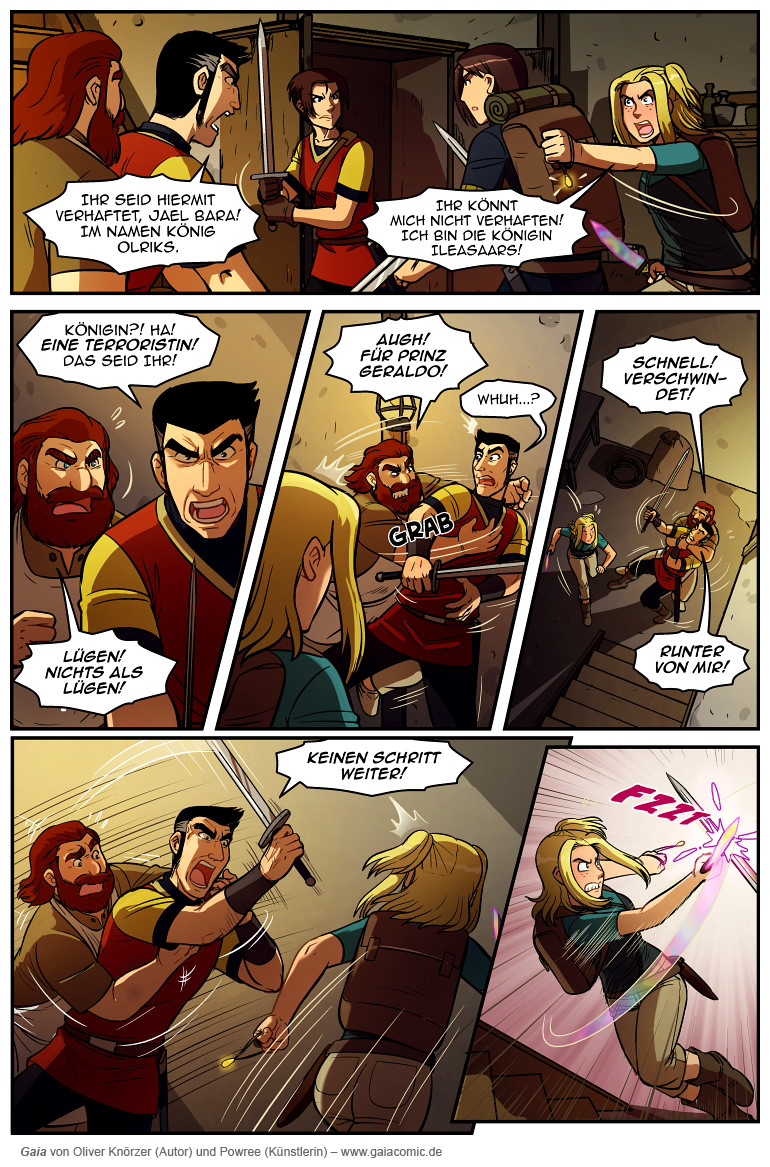 IHR SEID HIERMIT
VERHAFTET, JAEL BARA!
IM NAMEN KÖNIG
OLRIKS.
IHR KÖNNT
MICH NICHT VERHAFTEN!
ICH BIN DIE KÖNIGIN
ILEASAARS!
KÖNIGIN?! HA!
EINE TERRORISTIN!
DAS SEID IHR!
LÜGEN!
NICHTS ALS
LÜGEN!
AUGH!
FÜR PRINZ
GERALDO!
WHUH...?
GRAB
SCHNELL!
VERSCHWIN-
DET!
RUNTER
VON MIR!
KEINEN SCHRITT
WEITER!
FZZT
Gaia von Oliver Knörzer (Autor) und Powree (Künstlerin) – www.gaiacomic.de